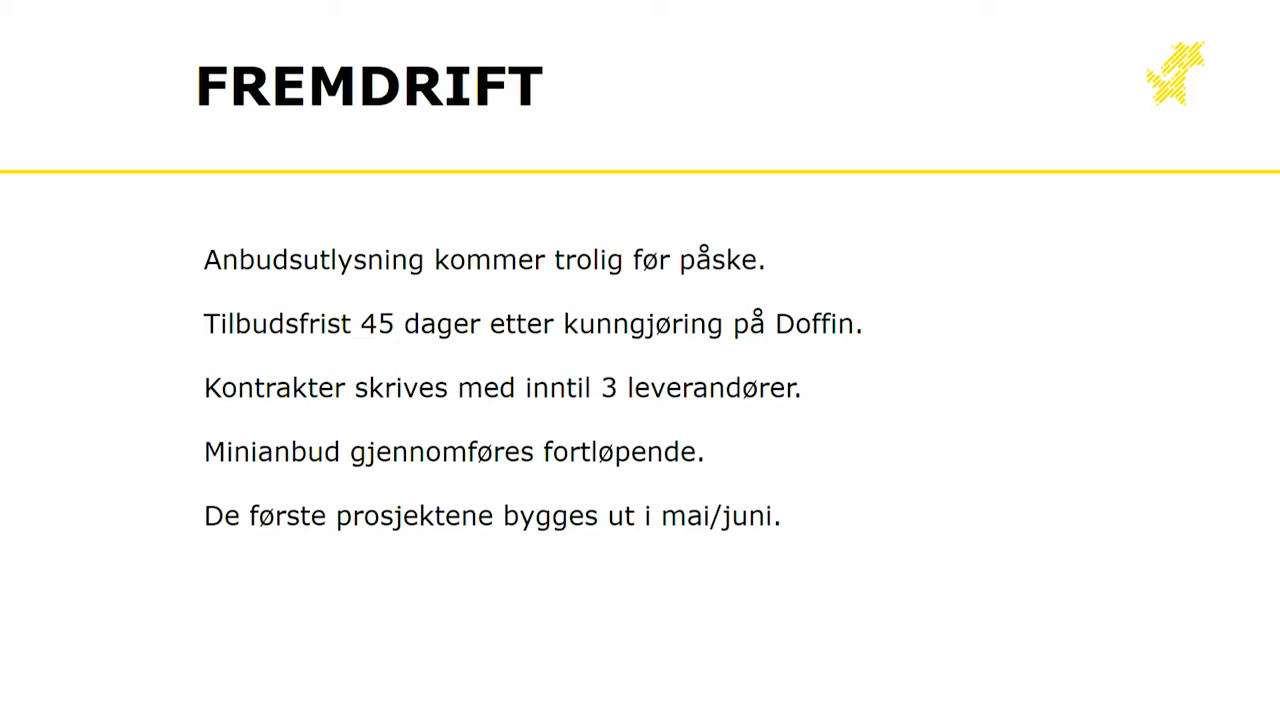 FREMDRIFT
Anbudsutlysning kommer trolig før påske.
Tilbudsfrist 45 dager etter kunngjøring på Doffin.
Kontrakter skrives med inntil 3 leverandører.
Minianbud gjennomføres fortløpende.
De første prosjektene bygges ut i mai/juni.